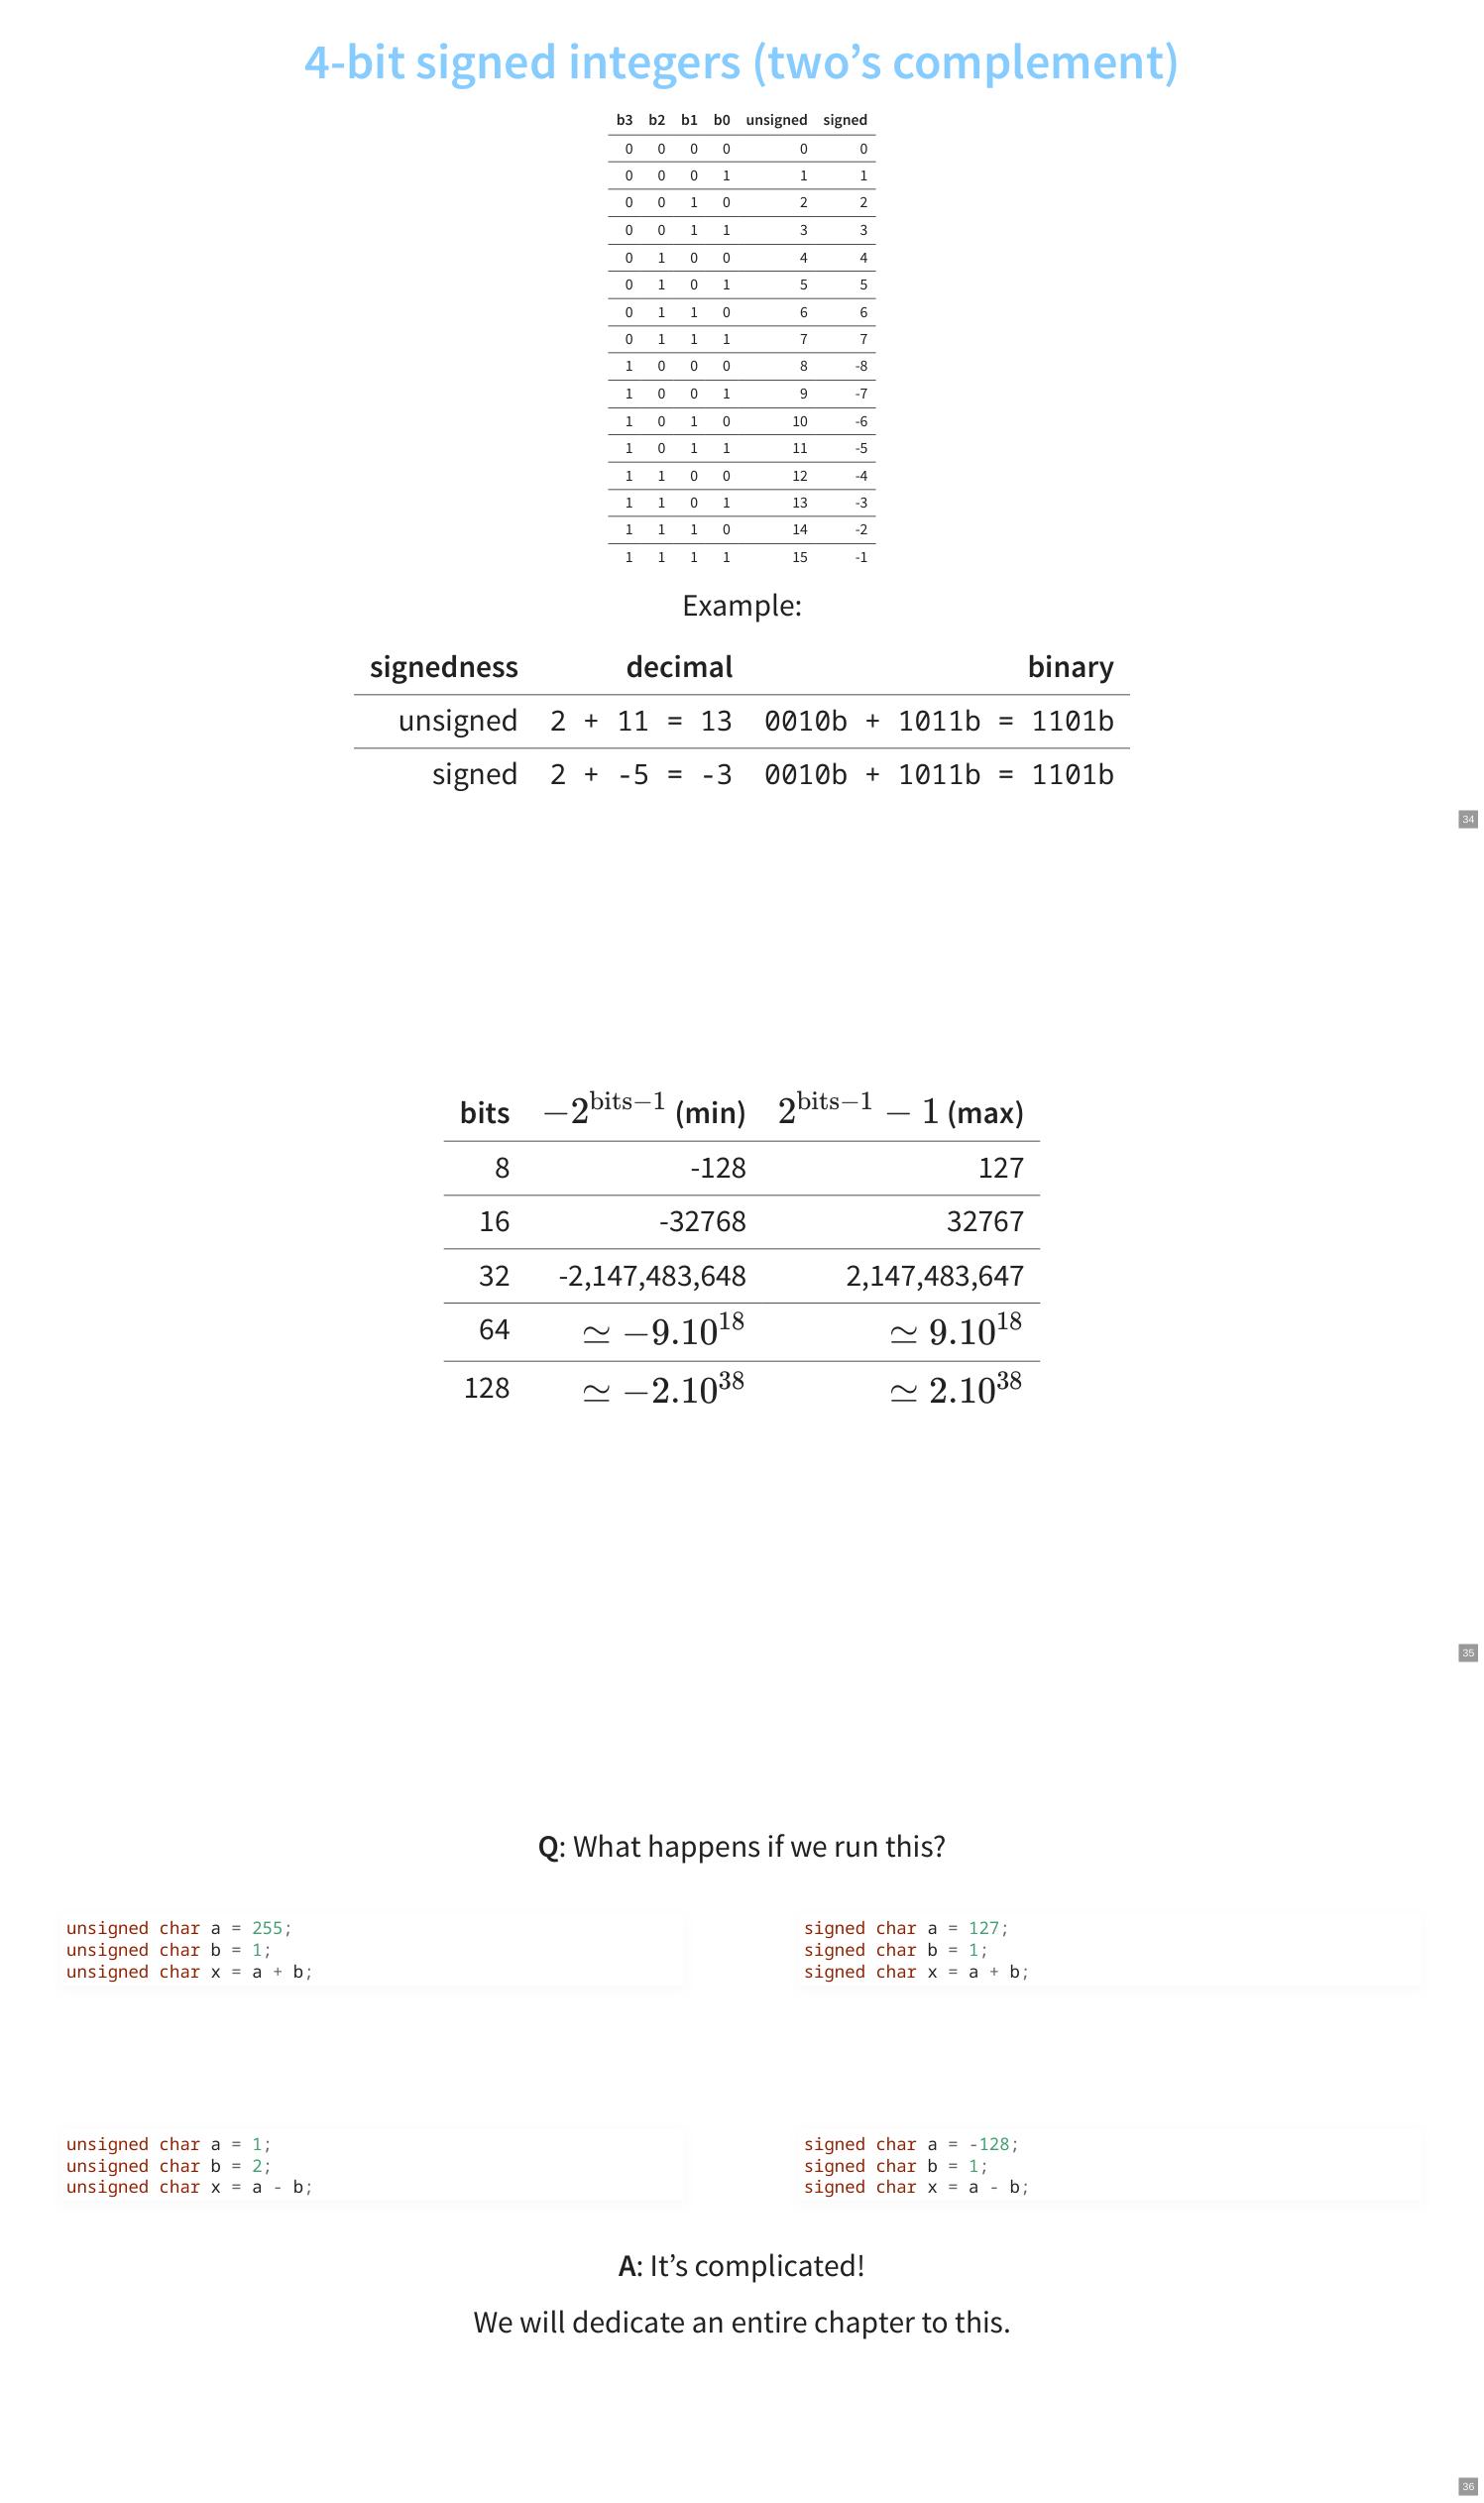 4-bit signed integers (two’s complement)
b3 b2 b1 b0 unsigned signed
0 0 0 0 0 0
0 0 0 1 1 1
0 0 1 0 2 2
0 0 1 1 3 3
0 1 0 0 4 4
0 1 0 1 5 5
0 1 1 0 6 6
0 1 1 1 7 7
1 0 0 0 8 -8
1 0 0 1 9 -7
1 0 1 0 10 -6
1 0 1 1 11 -5
1 1 0 0 12 -4
1 1 0 1 13 -3
1 1 1 0 14 -2
1 1 1 1 15 -1
Example:
signedness decimal binary
unsigned 2 + 11 = 13 0010b + 1011b = 1101b
signed 2 + -5 = -3 0010b + 1011b = 1101b
34
bits −2^{bits−1} (min) 2^{bits−1} − 1 (max)
8 -128 127
16 -32768 32767
32 -2,147,483,648 2,147,483,647
64 ≃ −9.10^{18} ≃ 9.10^{18}
128 ≃ −2.10^{38} ≃ 2.10^{38}
35
Q: What happens if we run this?
unsigned char a = 255;
unsigned char b = 1;
unsigned char x = a + b;
signed char a = 127;
signed char b = 1;
signed char x = a + b;
unsigned char a = 1;
unsigned char b = 2;
unsigned char x = a - b;
signed char a = -128;
signed char b = 1;
signed char x = a - b;
A: It’s complicated!
We will dedicate an entire chapter to this.
36